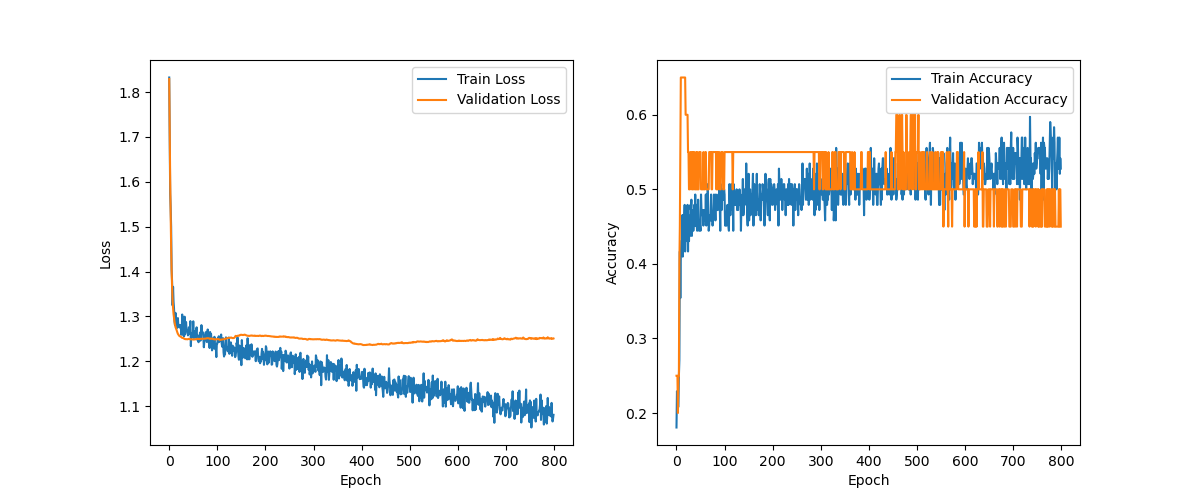 Train Loss
Validation Loss
1.8
1.7
1.6
1.5
1.4
1.3
1.2
1.1
Loss
0 100 200 300 400 500 600 700 800
Epoch
Train Accuracy
Validation Accuracy
0.6
0.5
0.4
0.3
0.2
Accuracy
0 100 200 300 400 500 600 700 800
Epoch